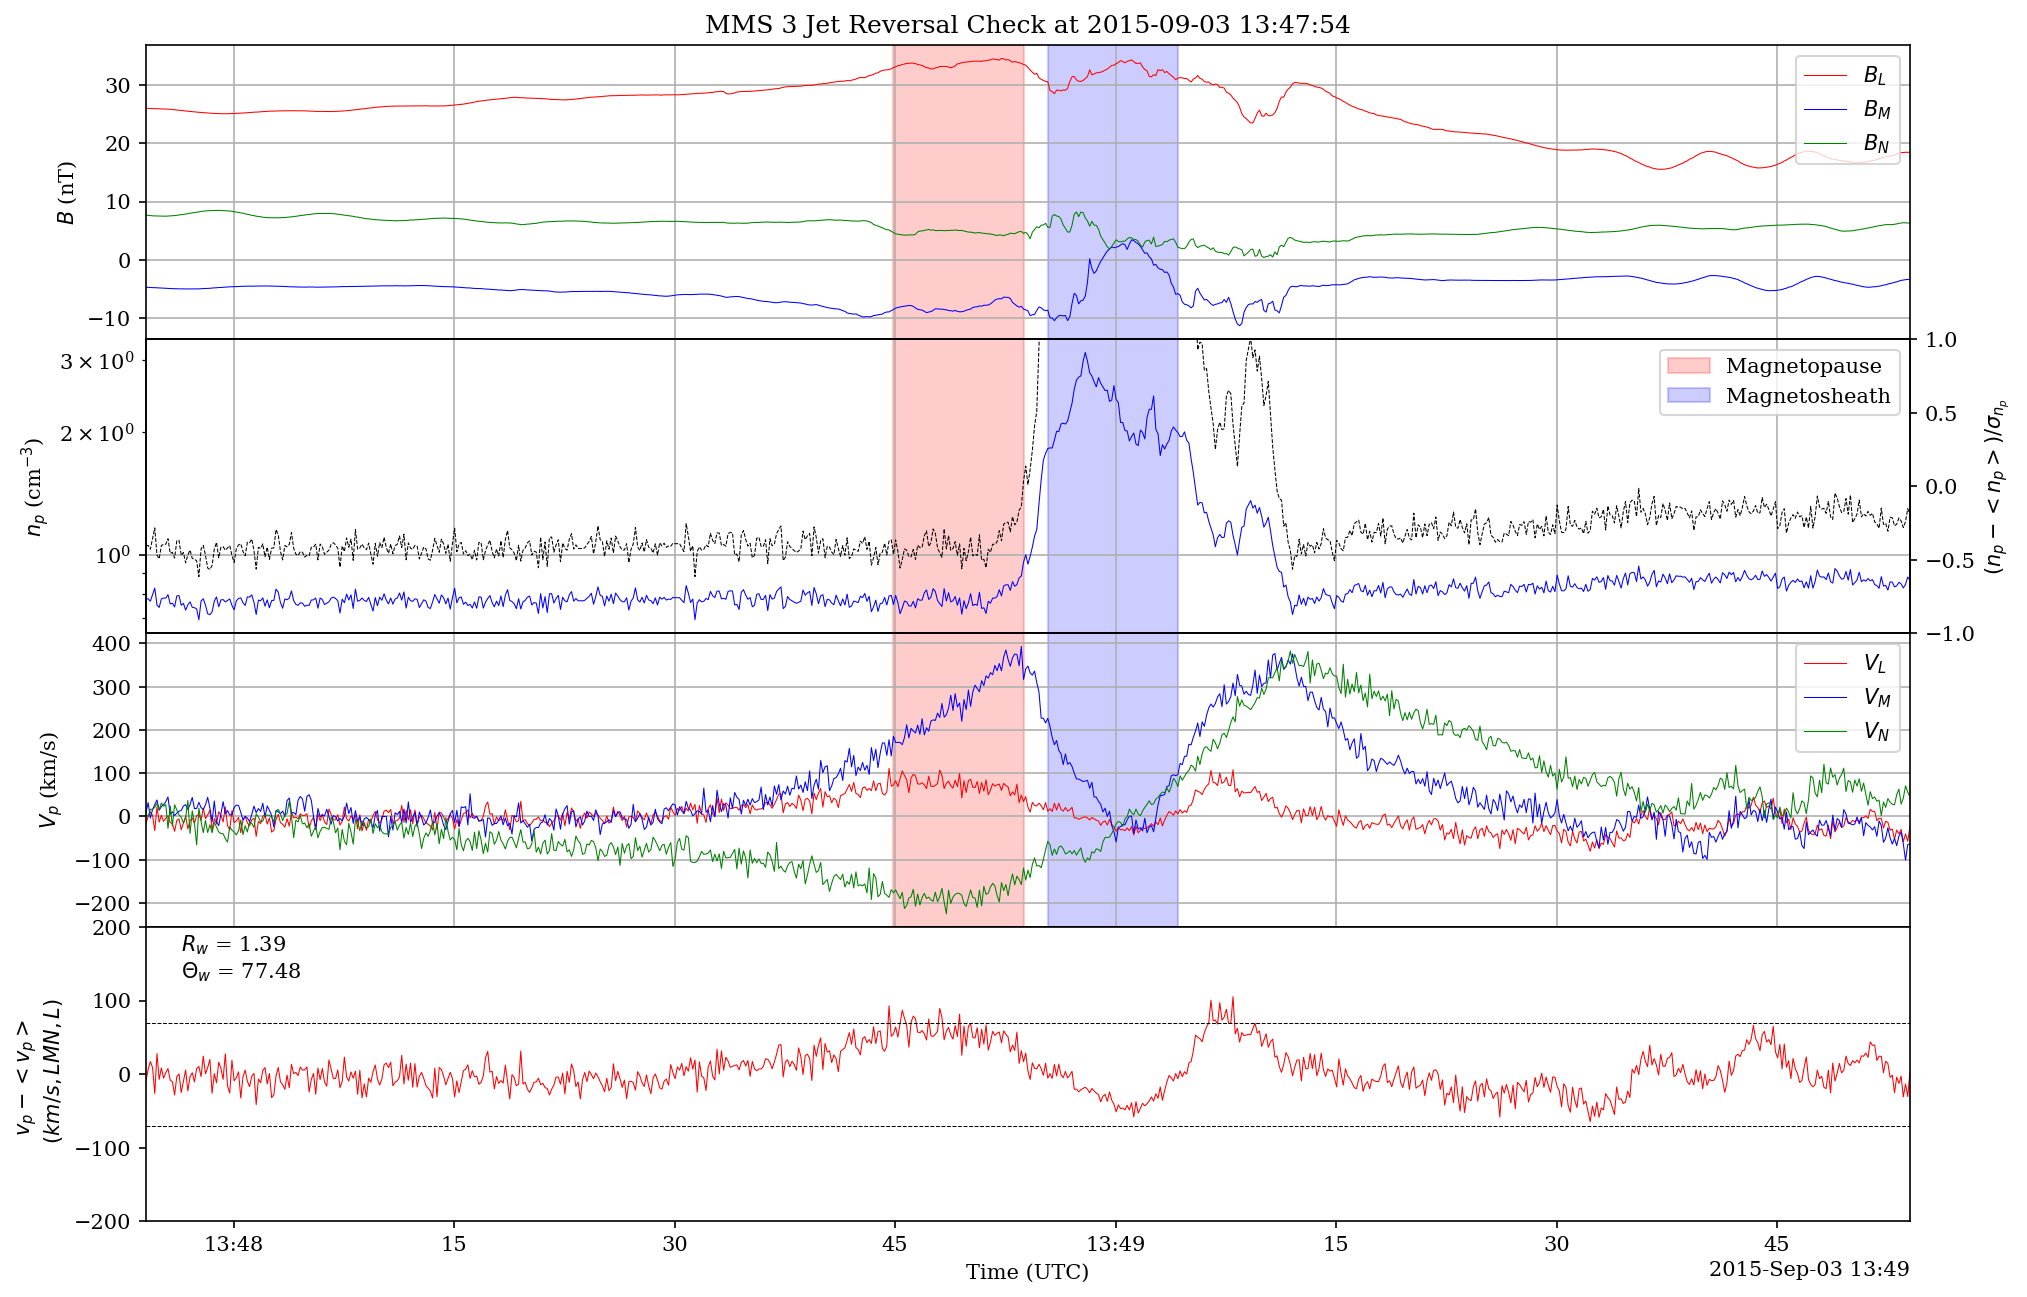 MMS 3 Jet Reversal Check at 2015-09-03 13:47:54
30
20
10
0
−10
B (nT)
B_L
B_M
B_N
3 × 10^0
2 × 10^0
10^0
n_p (cm^−3)
1.0
0.5
0.0
−0.5
−1.0
(n_p − < n_p > )/σ_{n_p}
Magnetopause
Magnetosheath
400
300
200
100
0
−100
−200
V_p (km/s)
V_L
V_M
V_N
200
100
0
−100
−200
v_p − < v_p >
(km/s, LMN, L)
R_w = 1.39
Θ_w = 77.48
13:48
15
30
45
13:49
15
30
45
Time (UTC)
2015-Sep-03 13:49